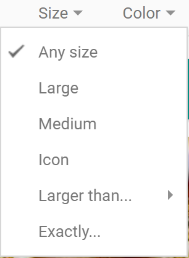 Size Color
Any size
Large
Medium
Icon
Larger than...
Exactly...